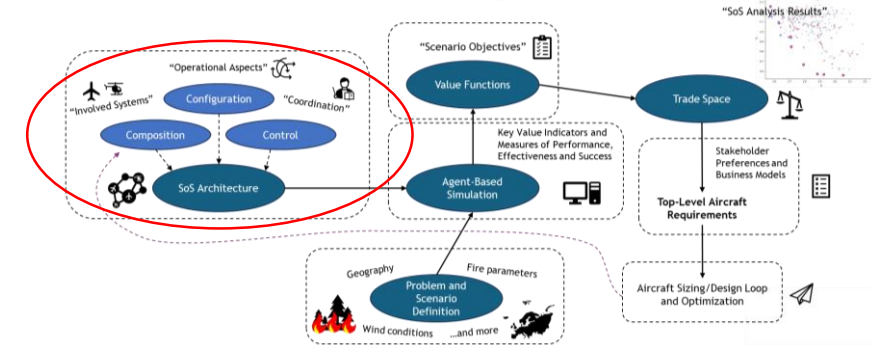 "SoS Analysis Results"
"Operational Aspects"
"Involved Systems"
Configuration
"Coordination"
Composition
Control
SoS Architecture
"Scenario Objectives"
Value Functions
Key Value Indicators and
Measures of Performance,
Effectiveness and Success
Agent-Based
Simulation
Geography
Fire parameters
Problem and
Scenario
Definition
Wind conditions
...and more
Trade Space
Stakeholder
Preferences and
Business Models
Top-Level Aircraft
Requirements
Aircraft Sizing/Design Loop
and Optimization